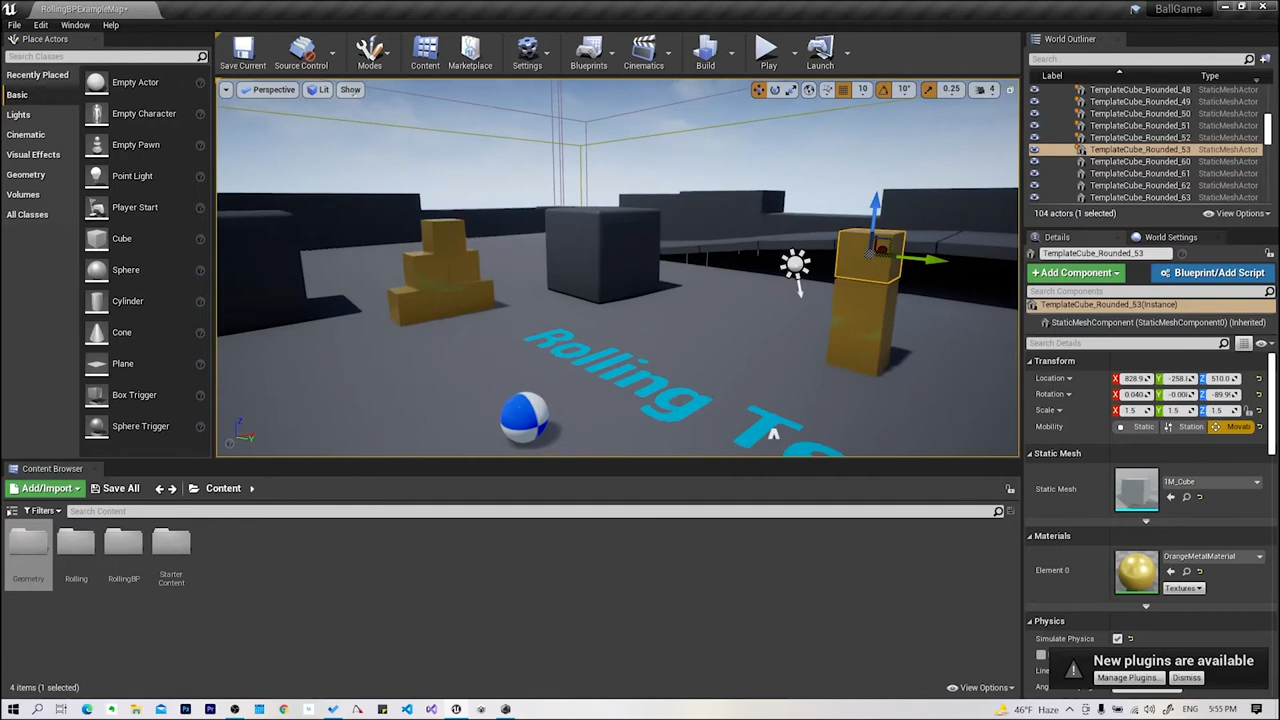 RollingBPExampleMap*
BallGame
File Edit Window Help
Place Actors
Search Classes
Recently Placed
Basic
Lights
Cinematic
Visual Effects
Geometry
Volumes
All Classes
Empty Actor
Empty Character
Empty Pawn
Point Light
Player Start
Cube
Sphere
Cylinder
Cone
Plane
Box Trigger
Sphere Trigger
Save Current
Source Control
Modes
Content
Marketplace
Settings
Blueprints
Cinematics
Build
Play
Launch
Perspective Lit Show
10 10° 0.25 4
Rolling
World Outliner
Search...
Label Type
TemplateCube_Rounded_48 StaticMeshActor
TemplateCube_Rounded_49 StaticMeshActor
TemplateCube_Rounded_50 StaticMeshActor
TemplateCube_Rounded_51 StaticMeshActor
TemplateCube_Rounded_52 StaticMeshActor
TemplateCube_Rounded_53 StaticMeshActor
TemplateCube_Rounded_60 StaticMeshActor
TemplateCube_Rounded_61 StaticMeshActor
TemplateCube_Rounded_62 StaticMeshActor
TemplateCube_Rounded_63 StaticMeshActor
104 actors (1 selected) View Options
Details World Settings
TemplateCube_Rounded_53
+Add Component Blueprint/Add Script
Search Components
TemplateCube_Rounded_53(Instance)
StaticMeshComponent (StaticMeshComponent0) (Inherited)
Search Details
Transform
Location X 828.9 Y -258. Z 510.0
Rotation X 0.040 Y -0.00 Z -89.9
Scale X 1.5 Y 1.5 Z 1.5
Mobility Static Station Movab
Static Mesh
Static Mesh 1M_Cube
Materials
Element 0 OrangeMetalMaterial
Textures
Physics
Simulate Physics
New plugins are available
Manage Plugins... Dismiss
Content Browser
Add/Import Save All Content
Filters Search Content
Geometry
Rolling
RollingBP
Starter Content
4 items (1 selected) View Options
46°F Haze 5:55 PM